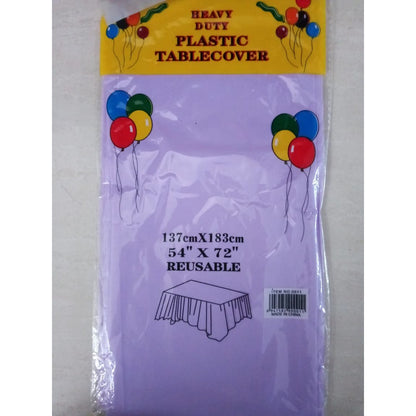 HEAVY
DUTY
PLASTIC
TABLECOVER
137cmX183cm
54" X 72"
REUSABLE
MADE IN CHINA